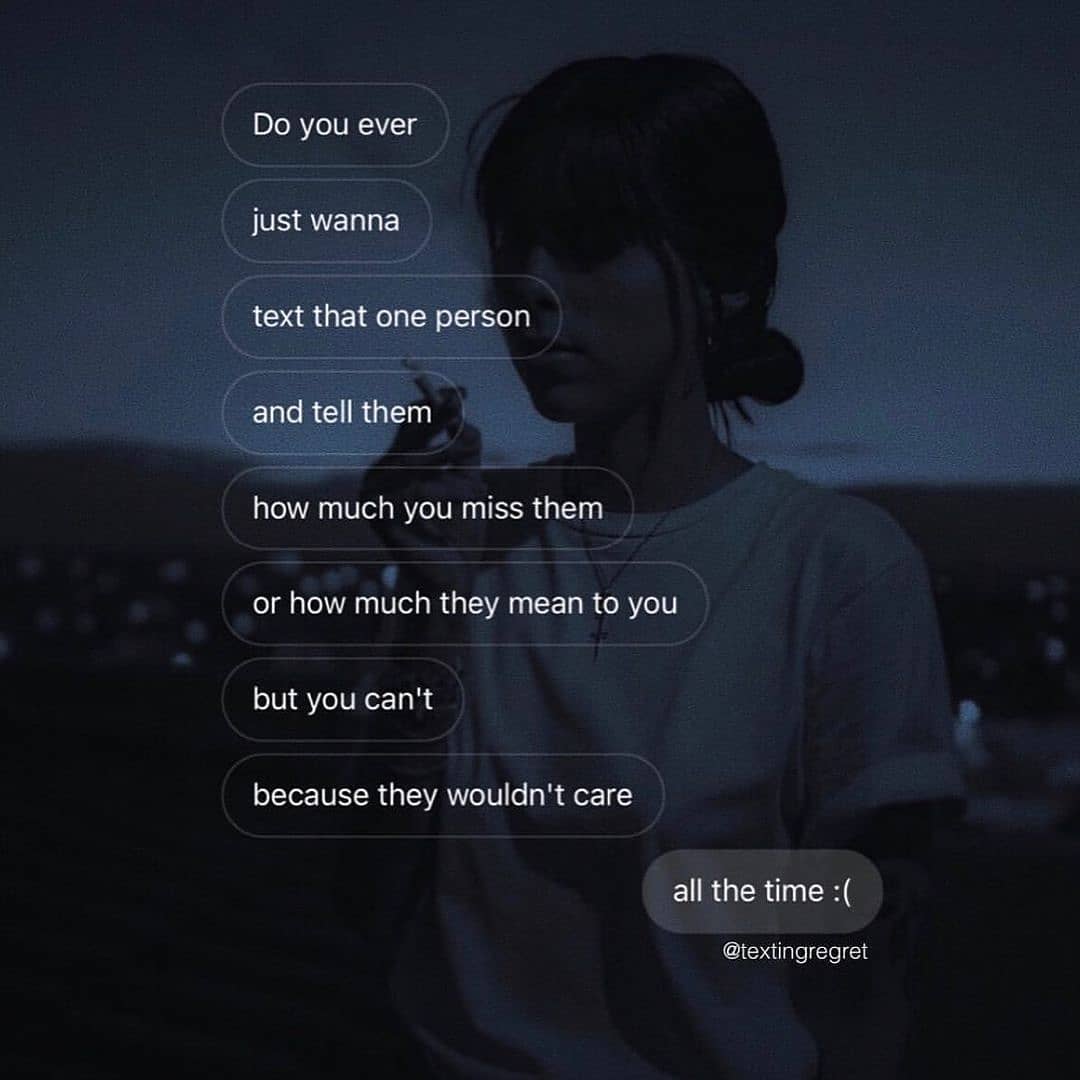 Do you ever
just wanna
text that one person
and tell them
how much you miss them
or how much they mean to you
but you can't
because they wouldn't care
all the time :(
@textingregret